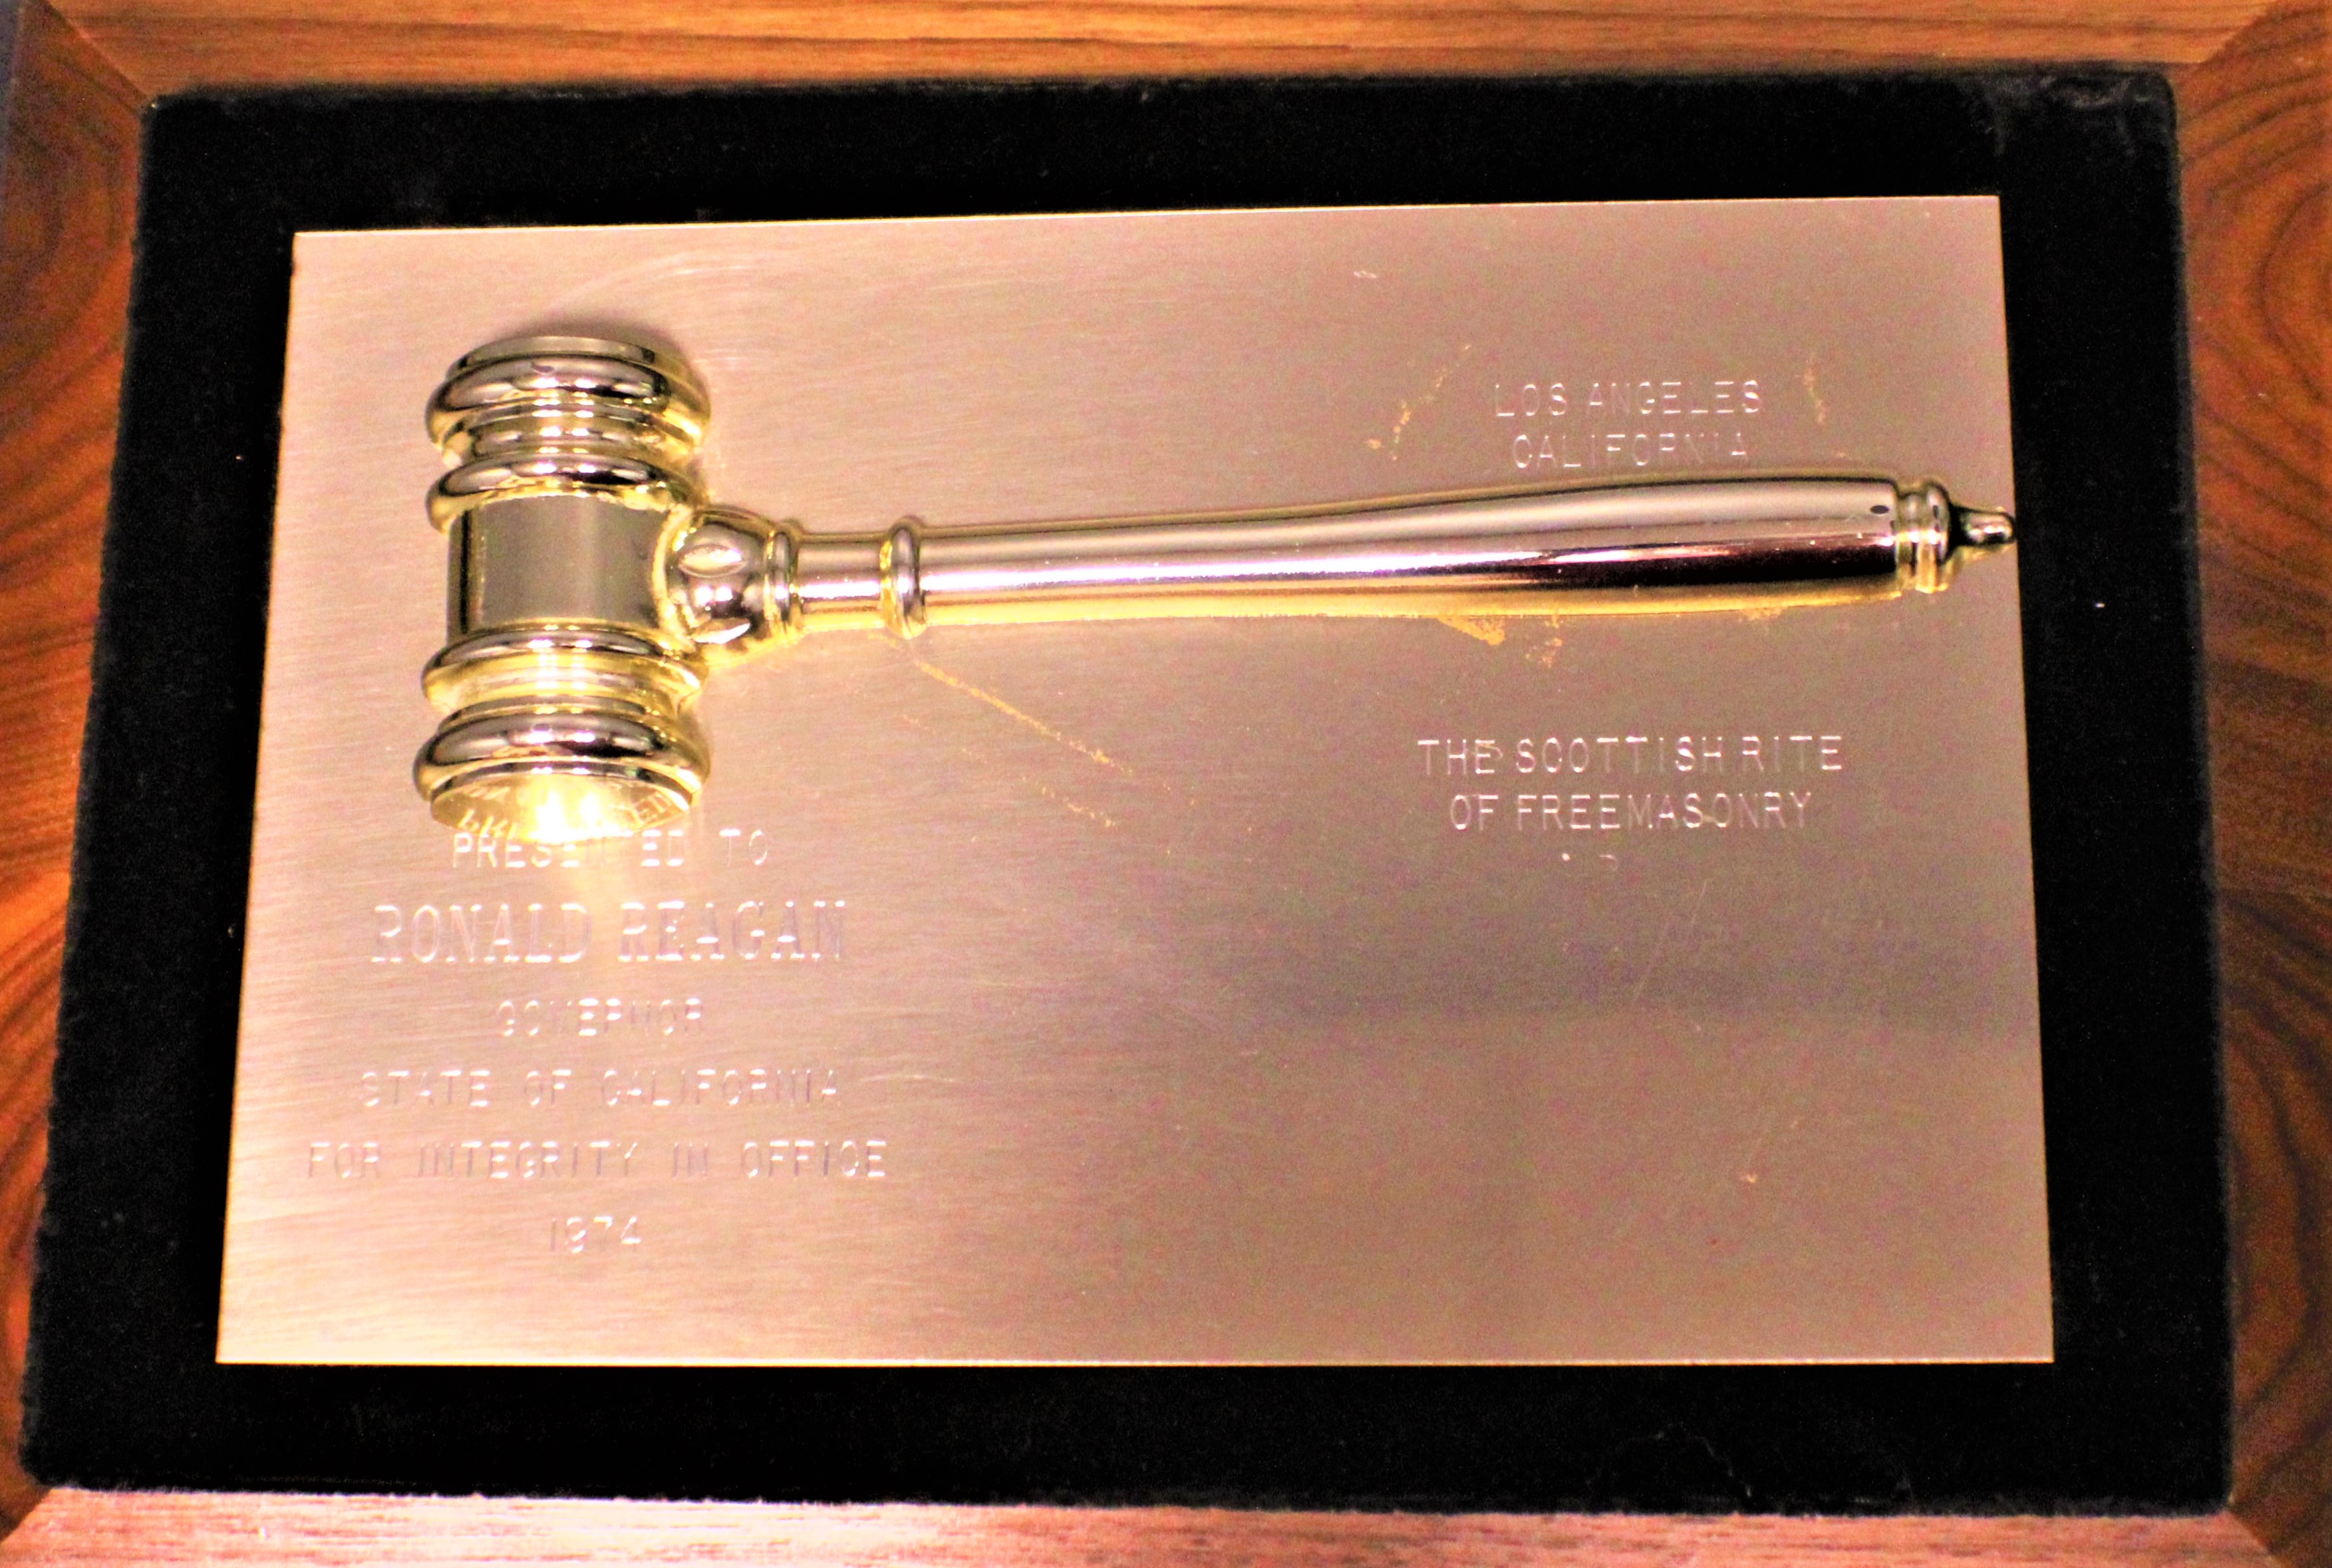 LOS ANGELES
CALIFORNIA
THE SCOTTISH RITE
OF FREEMASONRY
PRESENTED TO
RONALD REAGAN
GOVERNOR
STATE OF CALIFORNIA
FOR INTEGRITY IN OFFICE
1974